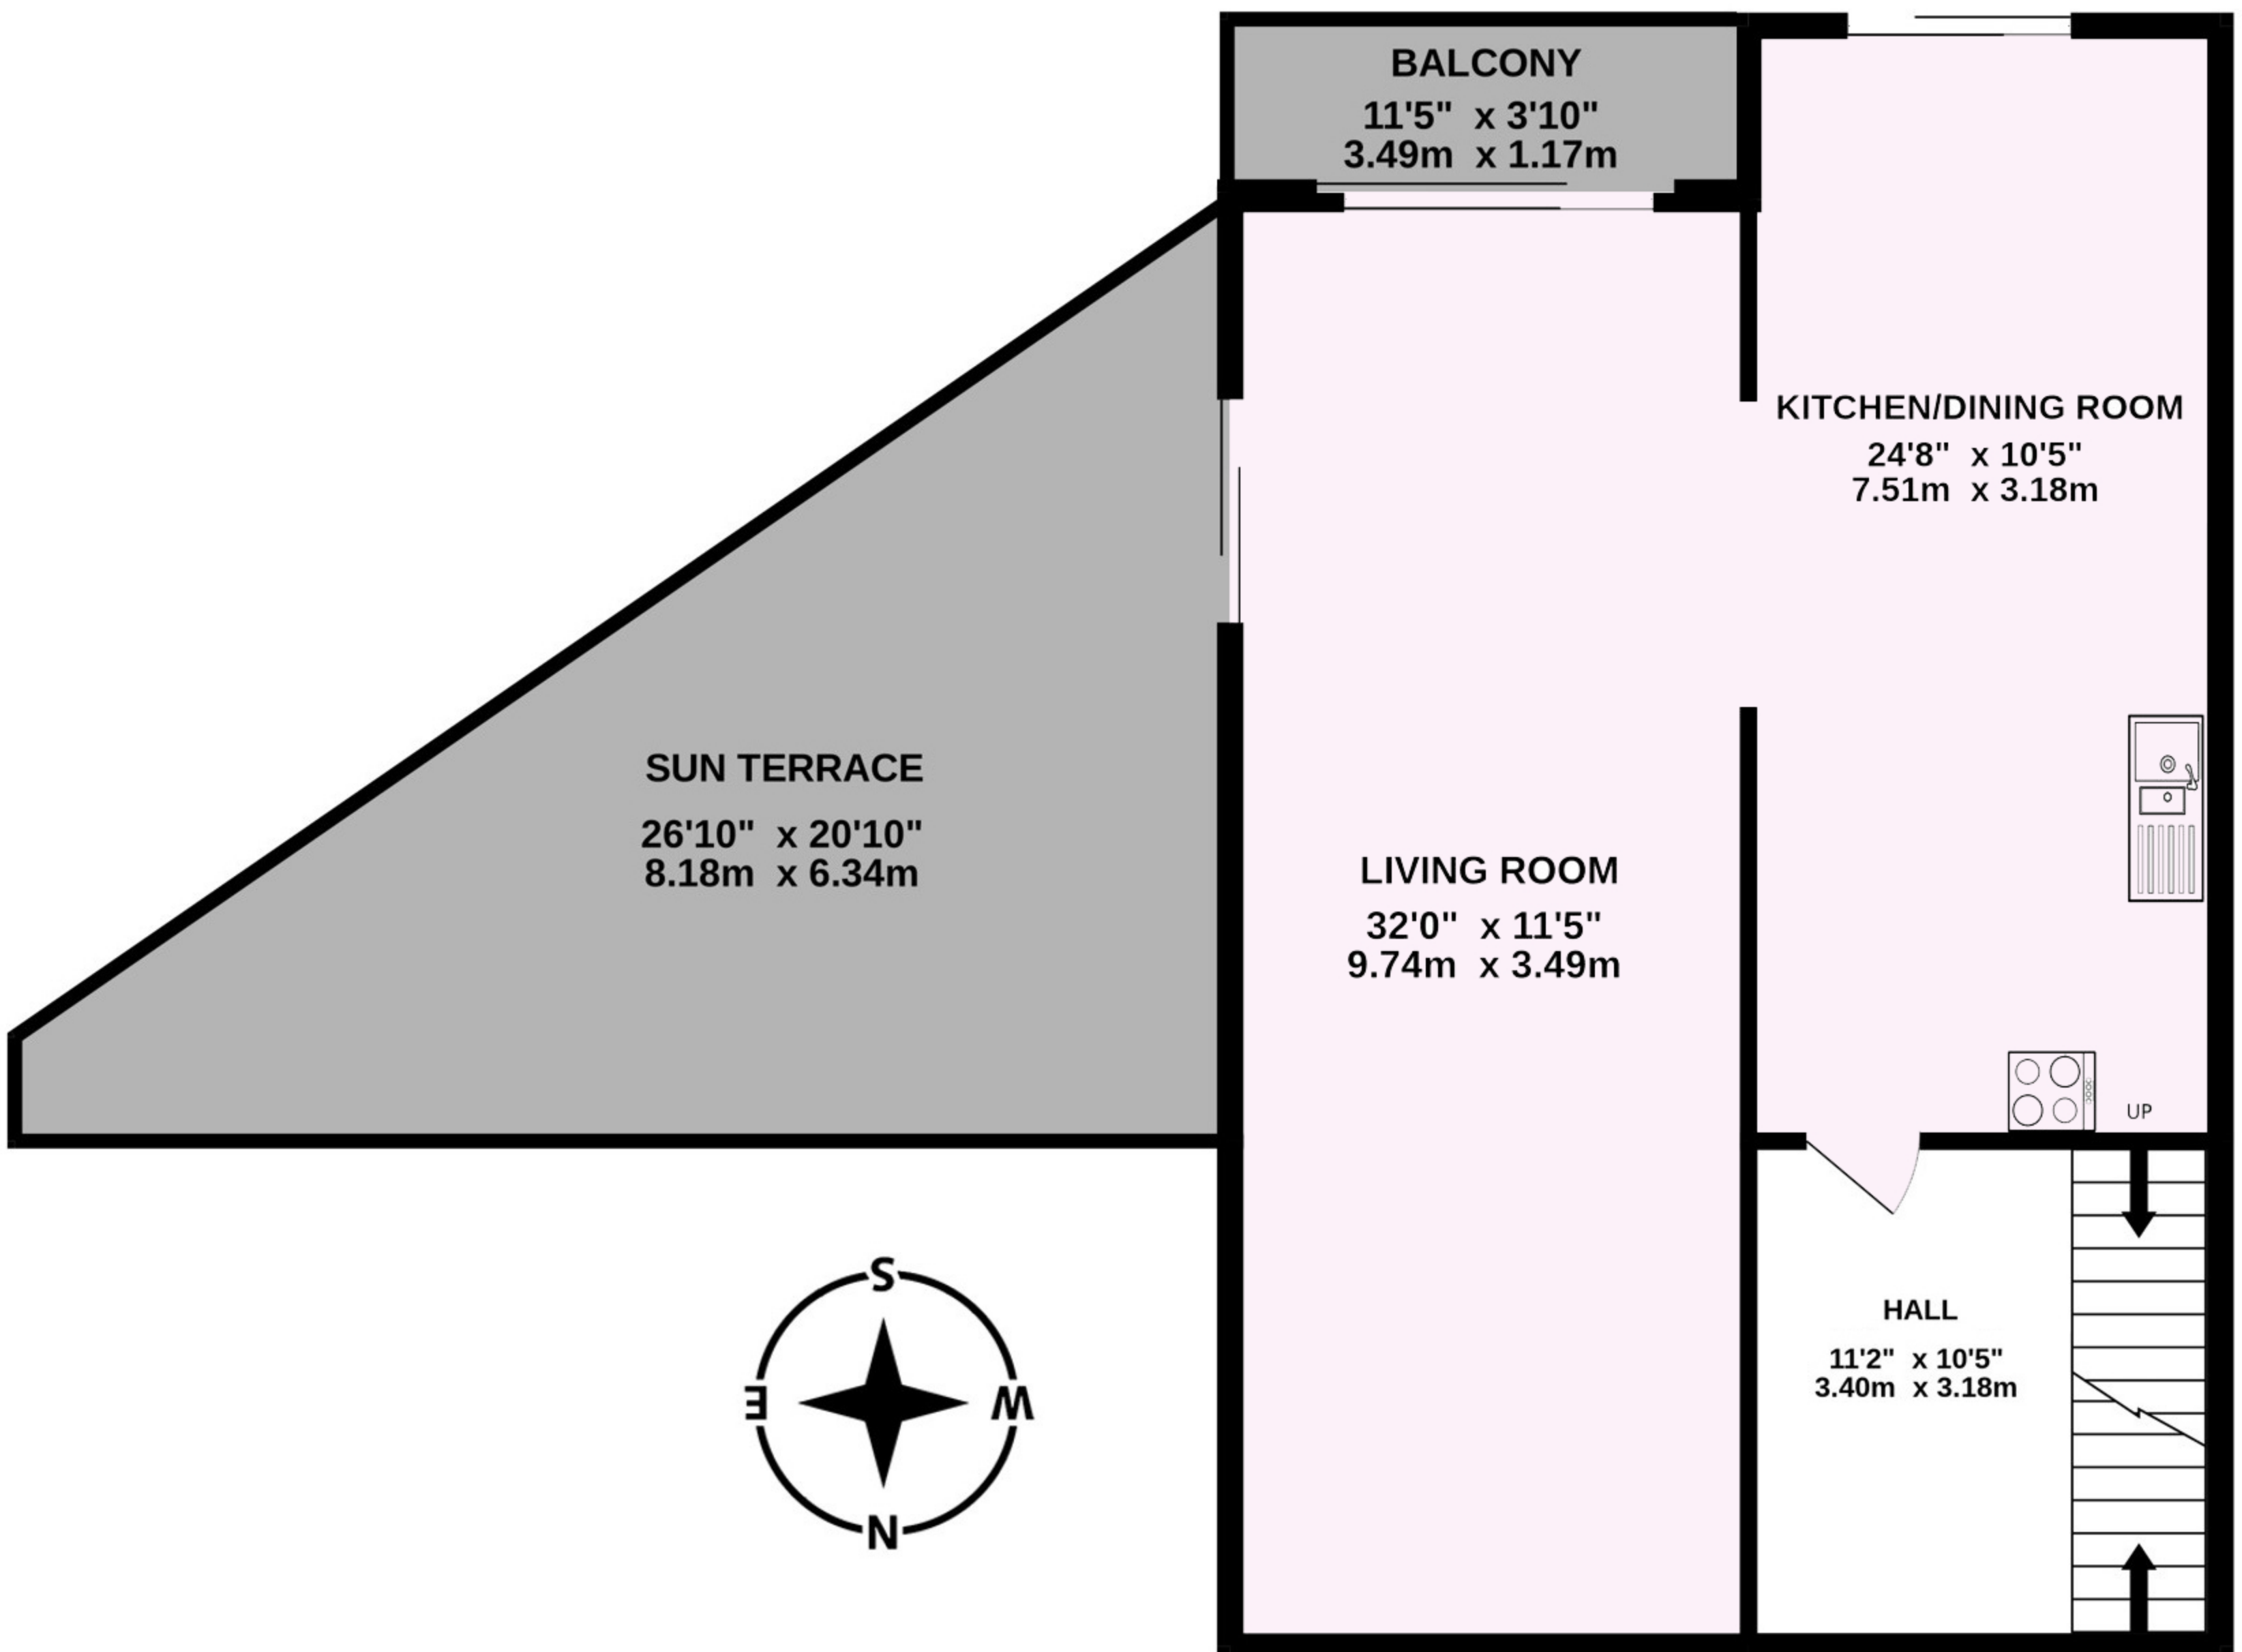 BALCONY
11'5" x 3'10"
3.49m x 1.17m
KITCHEN/DINING ROOM
24'8" x 10'5"
7.51m x 3.18m
SUN TERRACE
26'10" x 20'10"
8.18m x 6.34m
LIVING ROOM
32'0" x 11'5"
9.74m x 3.49m
UP
HALL
11'2" x 10'5"
3.40m x 3.18m
S
E
W
N